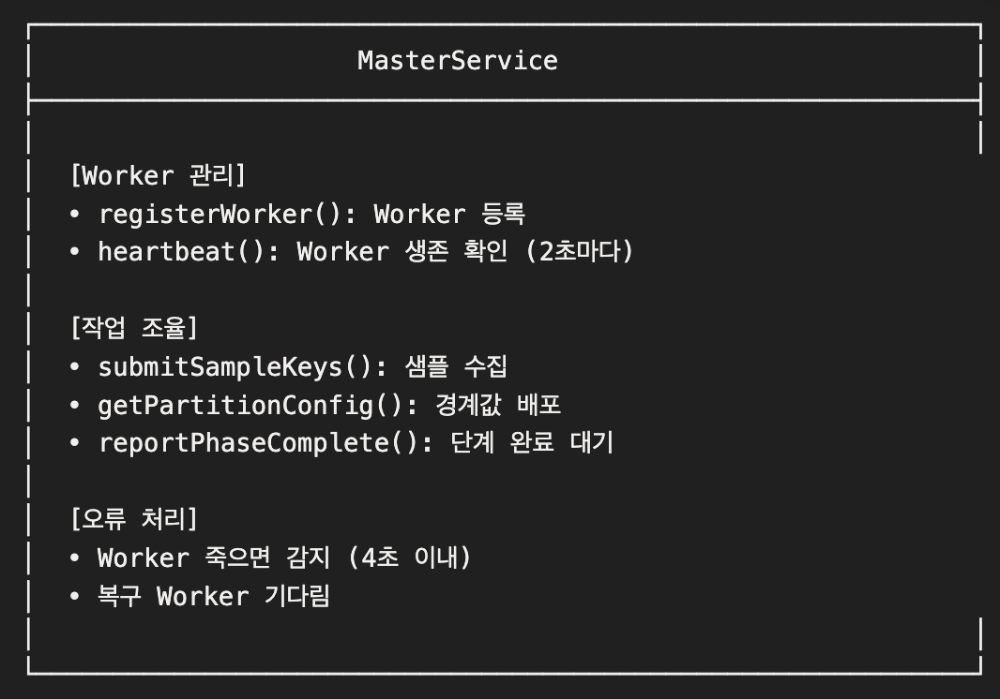 MasterService
[Worker 관리]
• registerWorker(): Worker 등록
• heartbeat(): Worker 생존 확인 (2초마다)
[작업 조율]
• submitSampleKeys(): 샘플 수집
• getPartitionConfig(): 경계값 배포
• reportPhaseComplete(): 단계 완료 대기
[오류 처리]
• Worker 죽으면 감지 (4초 이내)
• 복구 Worker 기다림